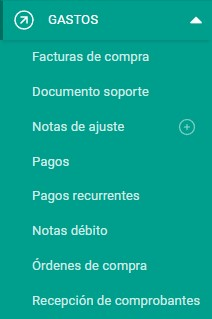 GASTOS
Facturas de compra
Documento soporte
Notas de ajuste
Pagos
Pagos recurrentes
Notas débito
Órdenes de compra
Recepción de comprobantes